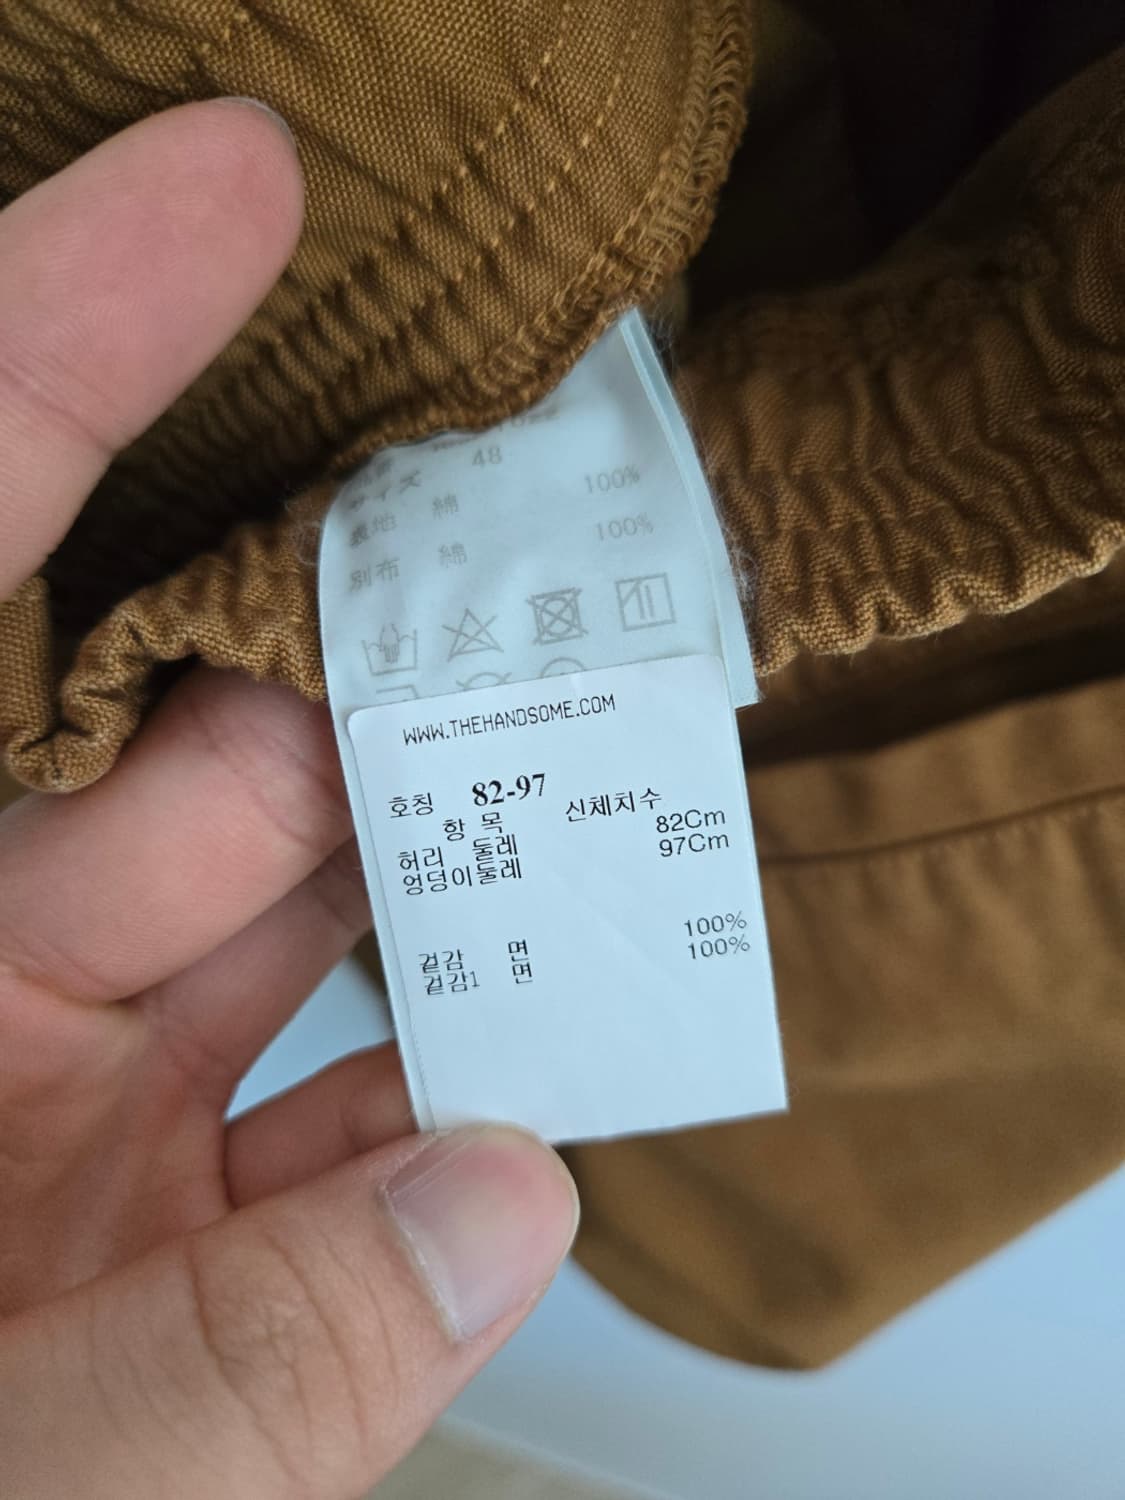 サイズ 48
裏地 綿 100%
別布 綿 100%
WWW.THEHANDSOME.COM
호칭 82-97
항 목 신체치수
허리 둘레 82Cm
엉덩이둘레 97Cm
겉감 면 100%
겉감1 면 100%